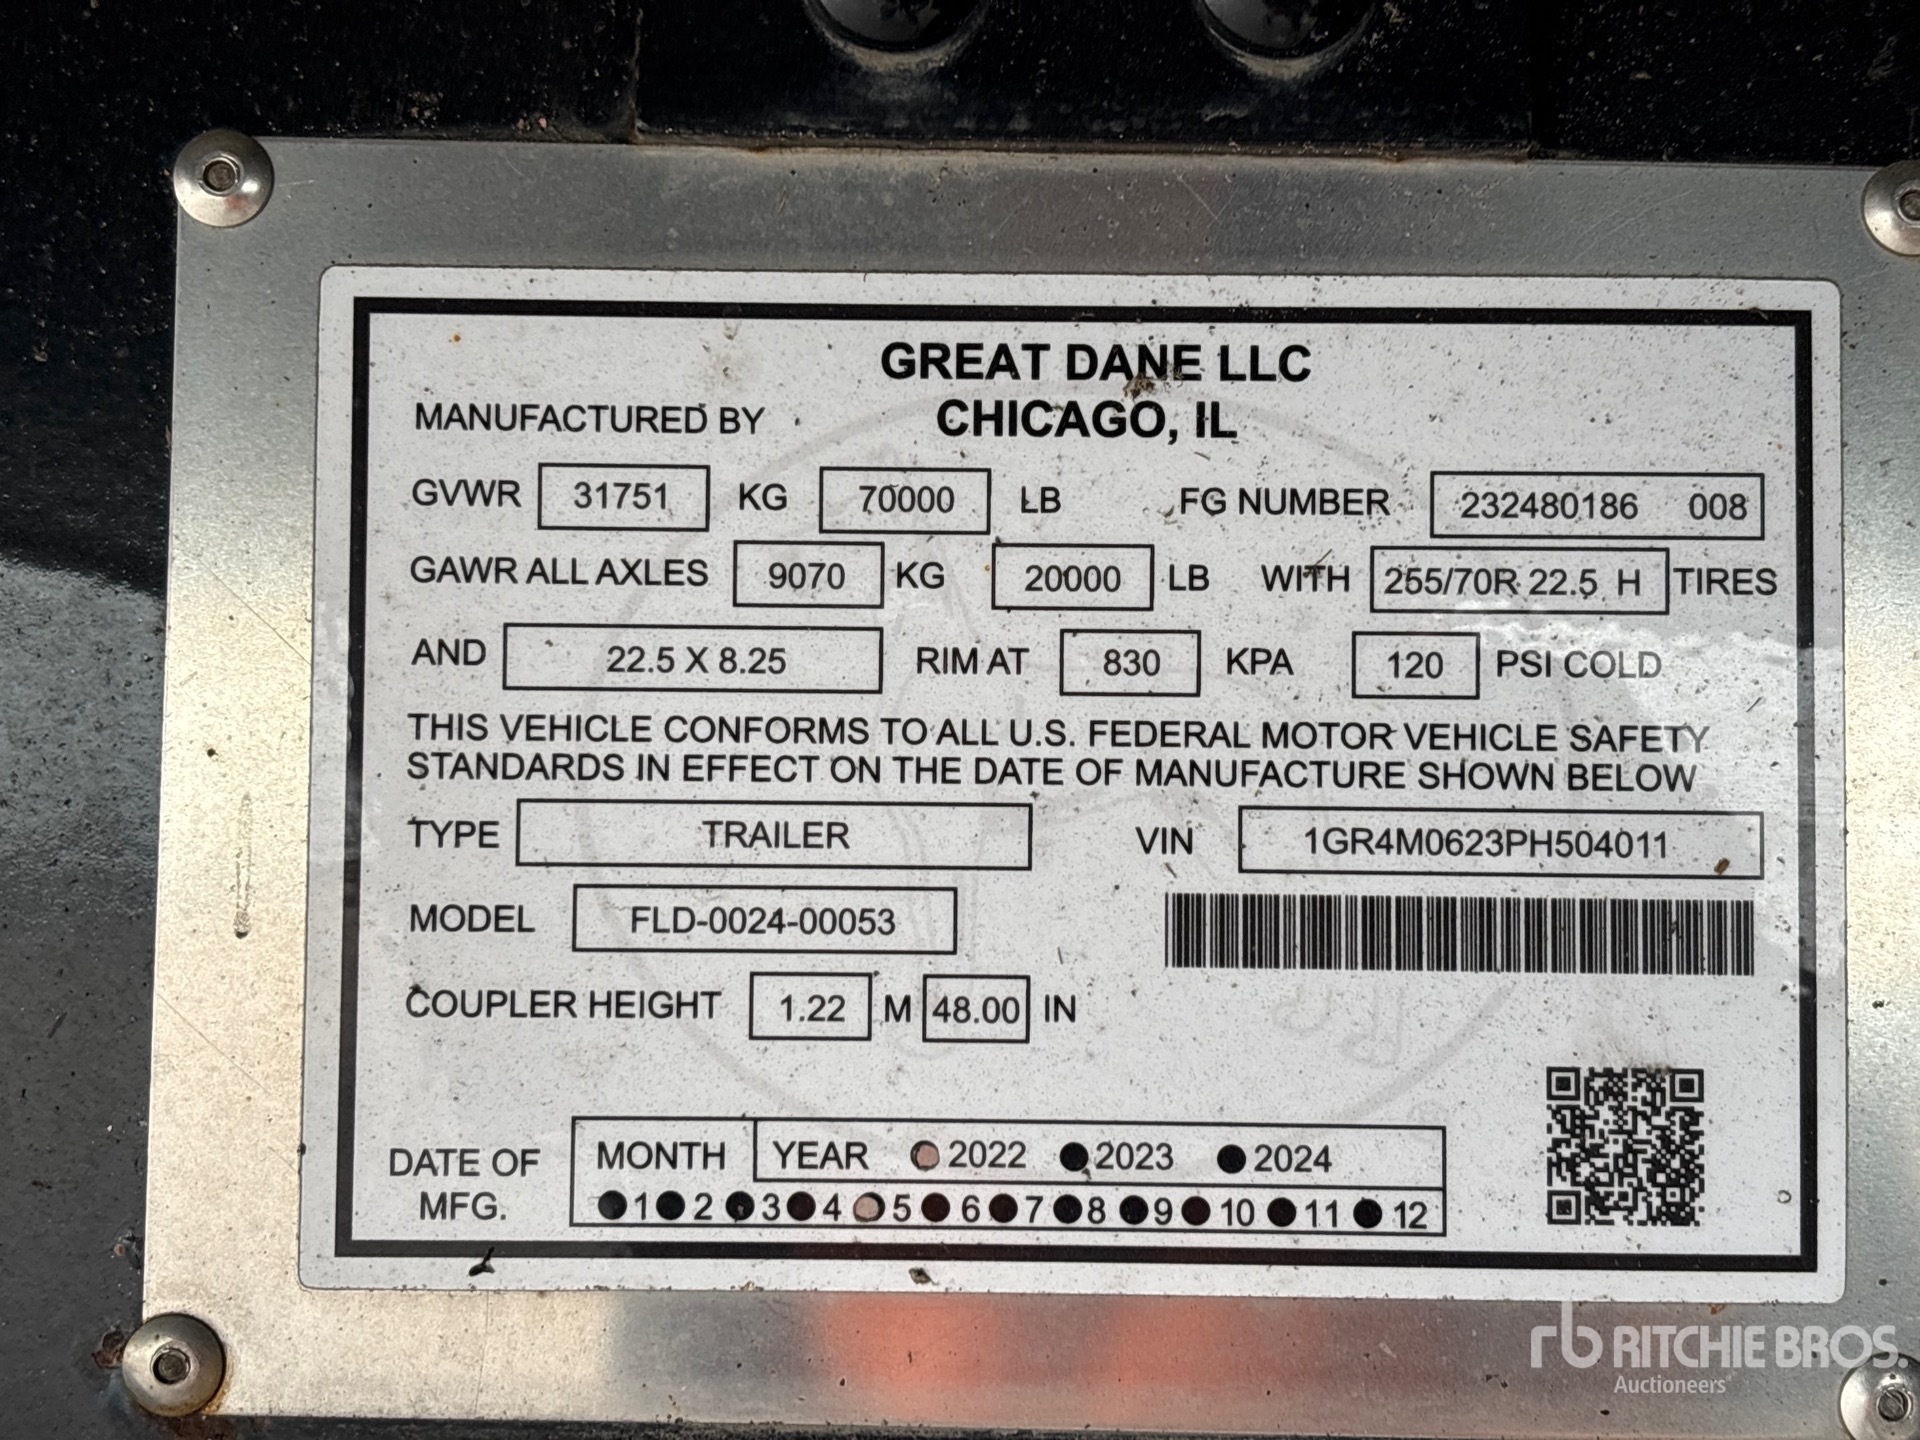 GREAT DANE LLC
MANUFACTURED BY CHICAGO, IL
GVWR 31751 KG 70000 LB FG NUMBER 232480186 008
GAWR ALL AXLES 9070 KG 20000 LB WITH 255/70R 22.5 H TIRES
AND 22.5 X 8.25 RIM AT 830 KPA 120 PSI COLD
THIS VEHICLE CONFORMS TO ALL U.S. FEDERAL MOTOR VEHICLE SAFETY
STANDARDS IN EFFECT ON THE DATE OF MANUFACTURE SHOWN BELOW
TYPE TRAILER VIN 1GR4M0623PH504011
MODEL FLD-0024-00053
COUPLER HEIGHT 1.22 M 48.00 IN
DATE OF MFG.
MONTH YEAR 2022 2023 2024
1 2 3 4 5 6 7 8 9 10 11 12
rb RITCHIE BROS.
Auctioneers